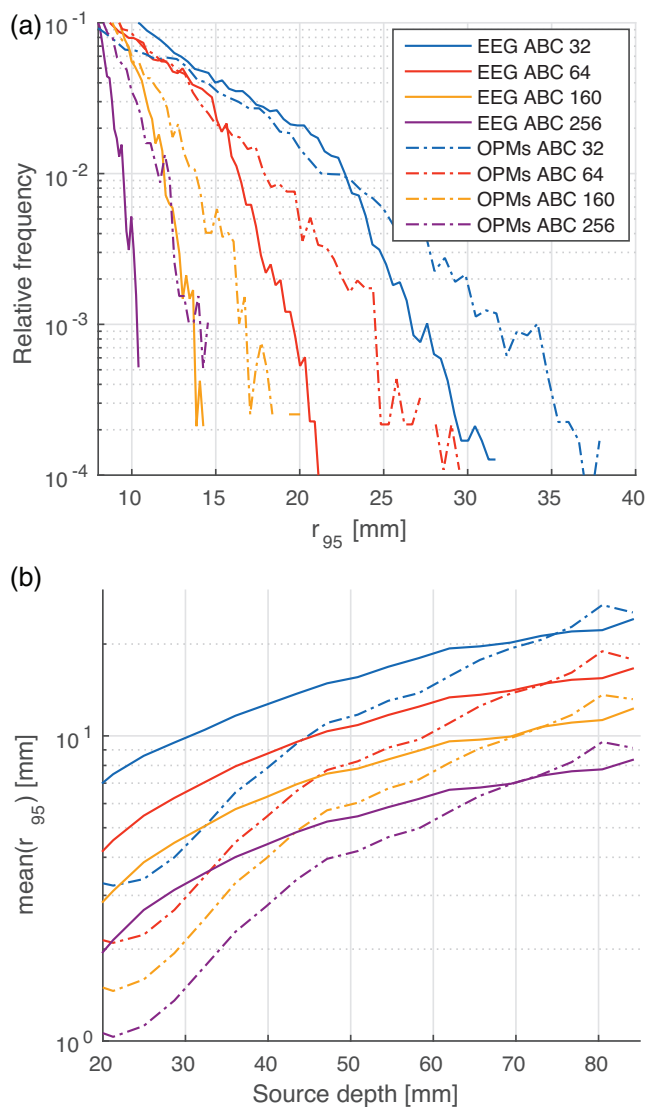 (a)
10^-1
10^-2
10^-3
10^-4
Relative frequency
10 15 20 25 30 35 40
r_95 [mm]
EEG ABC 32
EEG ABC 64
EEG ABC 160
EEG ABC 256
OPMs ABC 32
OPMs ABC 64
OPMs ABC 160
OPMs ABC 256
(b)
10^1
10^0
mean(r_95) [mm]
20 30 40 50 60 70 80
Source depth [mm]